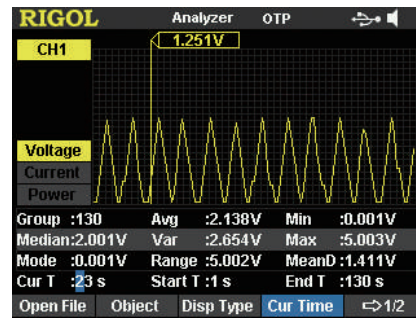 RIGOL Analyzer OTP
CH1
1.251V
Voltage
Current
Power
Group :130 Avg :2.138V Min :0.001V
Median:2.001V Var :2.654V Max :5.003V
Mode :0.001V Range :5.002V MeanD:1.411V
Cur T :23 s Start T :1 s End T :130 s
Open File Object Disp Type Cur Time ⇨1/2